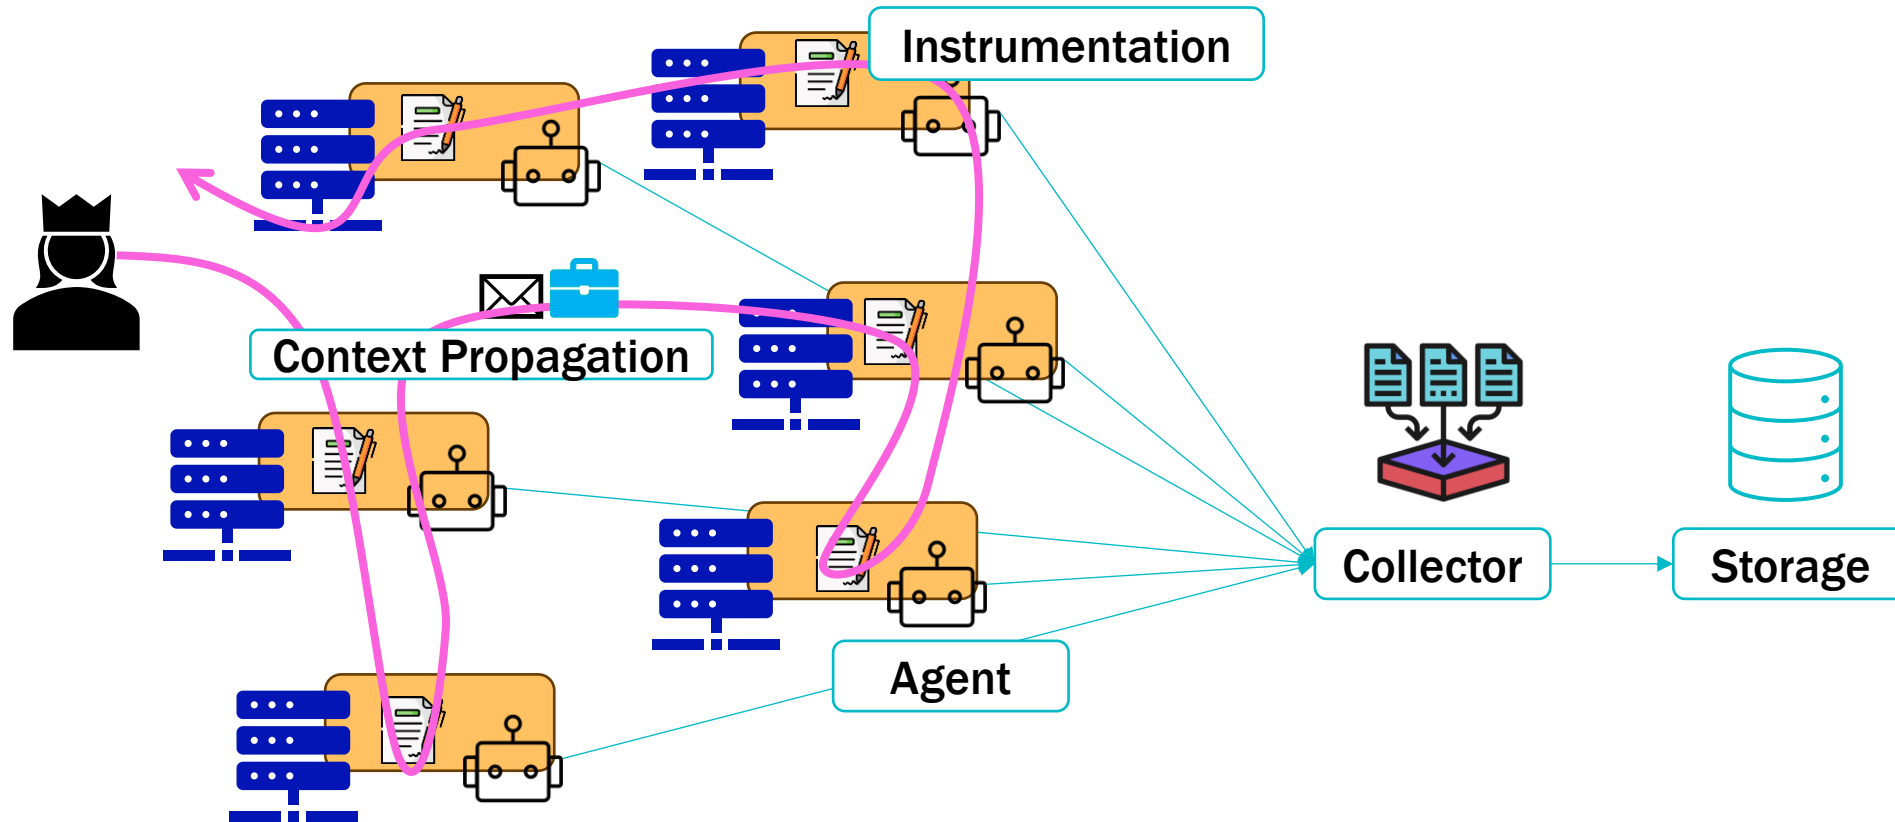 Instrumentation
Context Propagation
Collector
Storage
Agent